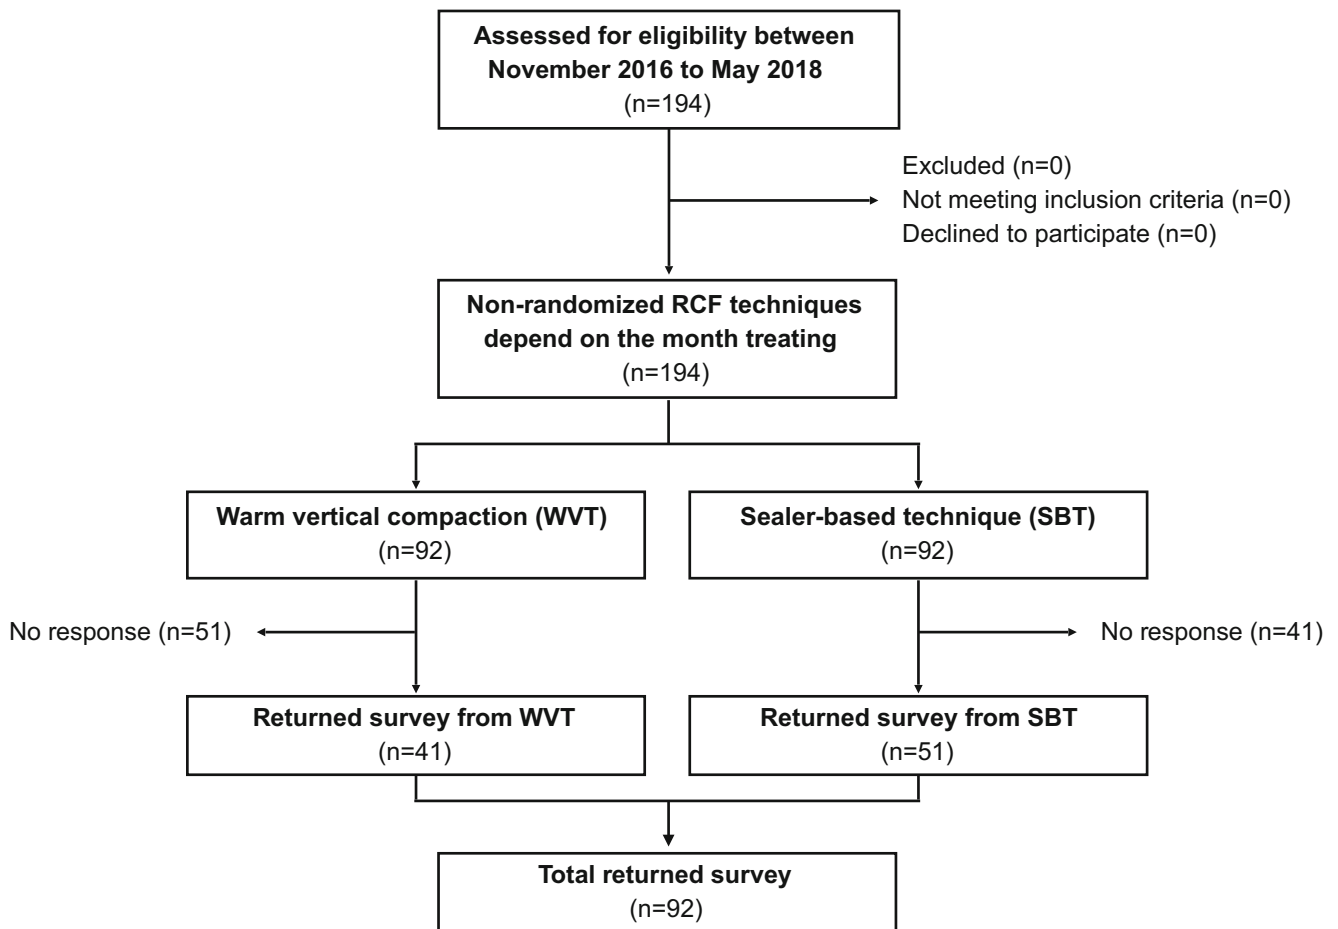 Assessed for eligibility between
November 2016 to May 2018
(n=194)
Excluded (n=0)
Not meeting inclusion criteria (n=0)
Declined to participate (n=0)
Non-randomized RCF techniques
depend on the month treating
(n=194)
Warm vertical compaction (WVT)
(n=92)
Sealer-based technique (SBT)
(n=92)
No response (n=51)
No response (n=41)
Returned survey from WVT
(n=41)
Returned survey from SBT
(n=51)
Total returned survey
(n=92)